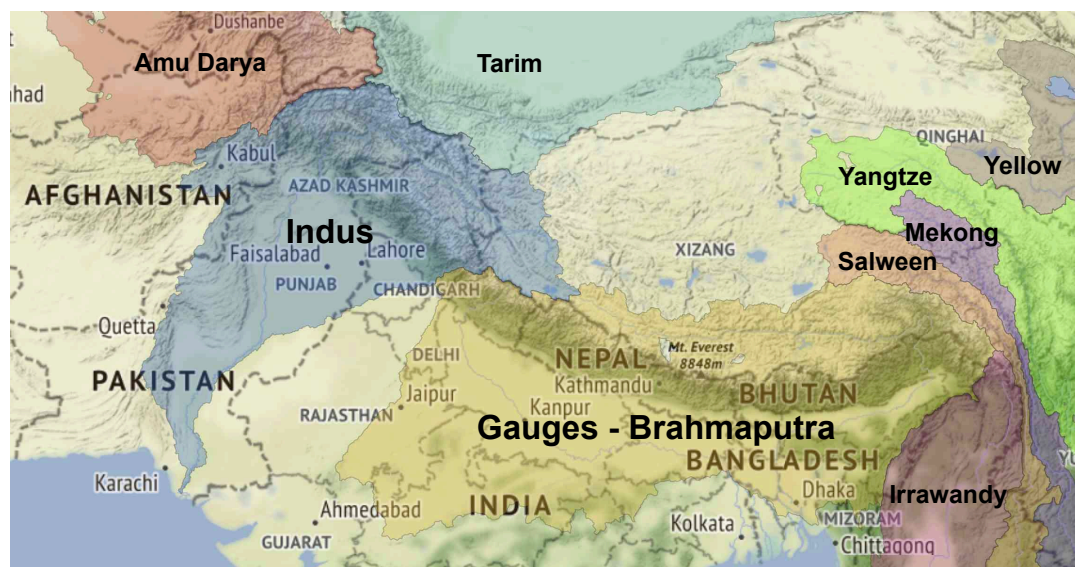 Dushanbe
Amu Darya
Tarim
ahad
QINGHAI
Kabul
Yellow
Yangtze
AFGHANISTAN
AZAD KASHMIR
Indus
Mekong
Faisalabad
Lahore
XIZANG
Salween
PUNJAB
CHANDIGARH
Quetta
Mt. Everest
8848m
DELHI
NEPAL
PAKISTAN
Kathmandu
BHUTAN
Jaipur
Kanpur
RAJASTHAN
Gauges - Brahmaputra
BANGLADESH
YU
Karachi
Dhaka
Irrawandy
INDIA
Ahmedabad
Kolkata
MIZORAM
GUJARAT
Chittagong